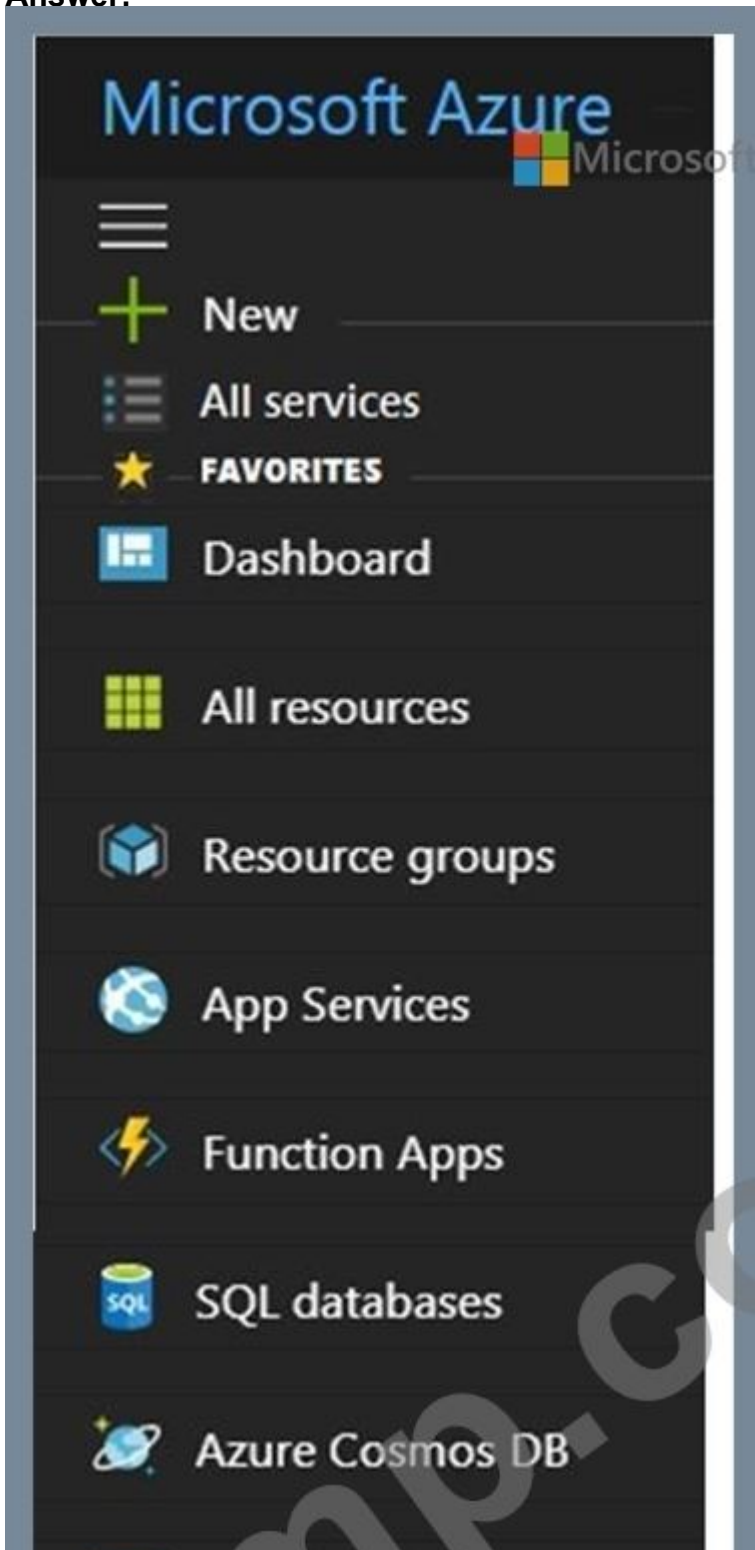 Answer:
Microsoft Azure
Microsoft
New
All services
FAVORITES
Dashboard
All resources
Resource groups
App Services
Function Apps
SQL
SQL databases
Azure Cosmos DB